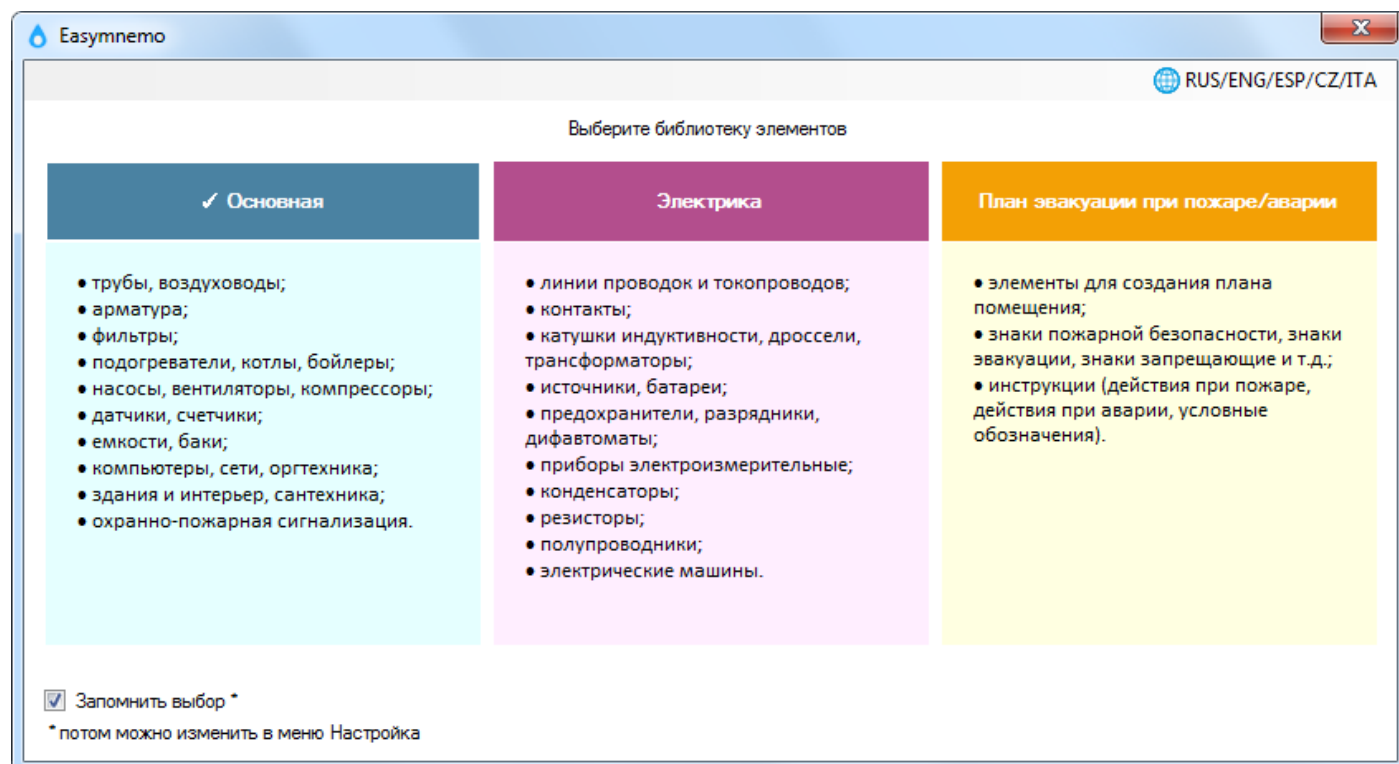 Easymnemo
RUS/ENG/ESP/CZ/ITA
Выберите библиотеку элементов
✓ Основная
● трубы, воздуховоды;
● арматура;
● фильтры;
● подогреватели, котлы, бойлеры;
● насосы, вентиляторы, компрессоры;
● датчики, счетчики;
● емкости, баки;
● компьютеры, сети, оргтехника;
● здания и интерьер, сантехника;
● охранно-пожарная сигнализация.
Электрика
● линии проводок и токопроводов;
● контакты;
● катушки индуктивности, дроссели,
трансформаторы;
● источники, батареи;
● предохранители, разрядники,
дифавтоматы;
● приборы электроизмерительные;
● конденсаторы;
● резисторы;
● полупроводники;
● электрические машины.
План эвакуации при пожаре/аварии
● элементы для создания плана
помещения;
● знаки пожарной безопасности, знаки
эвакуации, знаки запрещающие и т.д.;
● инструкции (действия при пожаре,
действия при аварии, условные
обозначения).
Запомнить выбор *
* потом можно изменить в меню Настройка